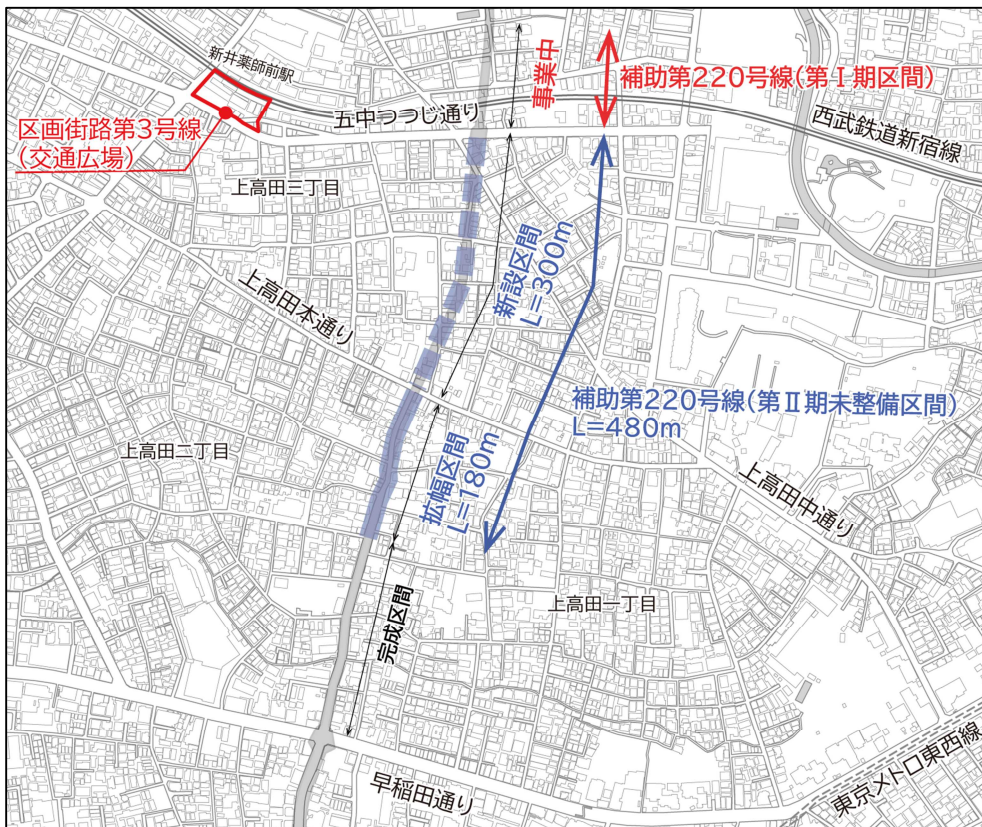 新井薬師前駅
事業中
補助第220号線(第Ⅰ期区間)
区画街路第3号線
(交通広場)
五中つつじ通り
西武鉄道新宿線
上高田三丁目
新設区間
L=300m
上高田本通り
補助第220号線(第Ⅱ期未整備区間)
L=480m
上高田二丁目
拡幅区間
L=180m
上高田中通り
上高田一丁目
完成区間
早稲田通り
東京メトロ東西線